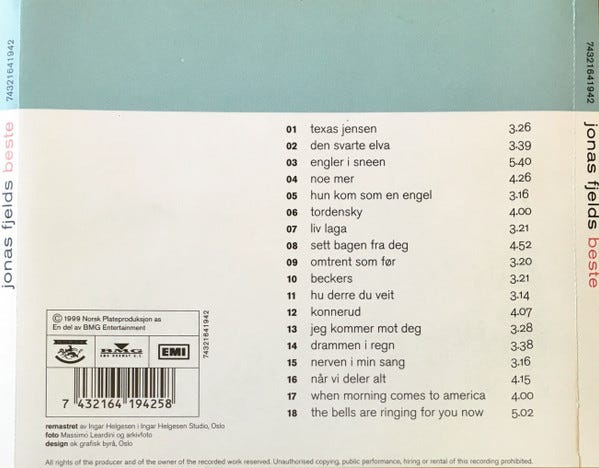 74321641942
jonas fjelds beste
01 texas jensen 3.26
02 den svarte elva 3.39
03 engler i sneen 5.40
04 noe mer 4.26
05 hun kom som en engel 3.16
06 tordensky 4.00
07 liv laga 3.21
08 sett bagen fra deg 4.52
09 omtrent som før 3.20
10 beckers 3.21
11 hu derre du veit 3.14
12 konnerud 4.07
13 jeg kommer mot deg 3.28
14 drammen i regn 3.38
15 nerven i min sang 3.16
16 når vi deler alt 4.15
17 when morning comes to america 4.00
18 the bells are ringing for you now 5.02
© 1999 Norsk Plateproduksjon as
En del av BMG Entertainment
BMG
BMG NORWAY A.S.
EMI
74321641942
7 432164 194258
remastret av Ingar Helgesen i Ingar Helgesen Studio, Oslo
foto Massimo Leardini og arkivfoto
design ok grafisk byrå, Oslo
All rights of the producer and of the owner of the recorded work reserved. Unauthorised copying, public performance, hiring or rental of this recording prohibited.
74321641942
jonas fjelds beste